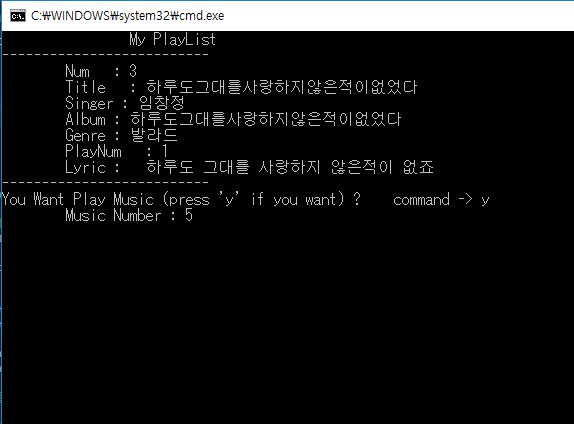 C:₩WINDOWS₩system32₩cmd.exe
My PlayList
--------------------------
Num : 3
Title : 하루도그대를사랑하지않은적이없었다
Singer : 임창정
Album : 하루도그대를사랑하지않은적이없었다
Genre : 발라드
PlayNum : 1
Lyric : 하루도 그대를 사랑하지 않은적이 없죠
--------------------------
You Want Play Music (press 'y' if you want) ? command -> y
Music Number : 5